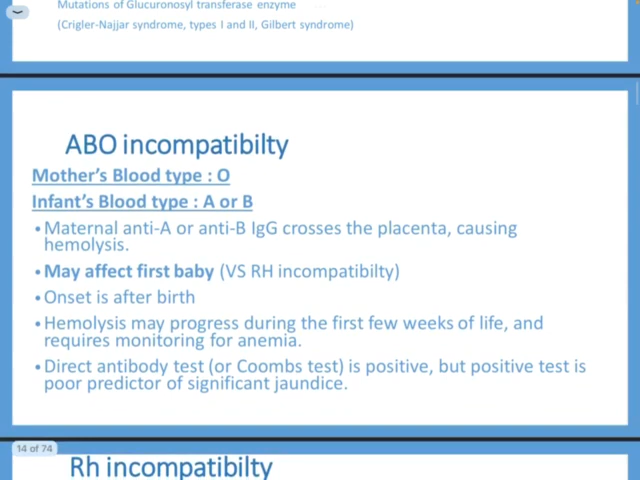 Mutations of Glucuronosyl transferase enzyme
(Crigler-Najjar syndrome, types I and II, Gilbert syndrome)
ABO incompatibilty
Mother's Blood type : O
Infant's Blood type : A or B
• Maternal anti-A or anti-B IgG crosses the placenta, causing
hemolysis.
• May affect first baby (VS RH incompatibilty)
• Onset is after birth
• Hemolysis may progress during the first few weeks of life, and
requires monitoring for anemia.
• Direct antibody test (or Coombs test) is positive, but positive test is
poor predictor of significant jaundice.
14 of 74
Rh incompatibilty